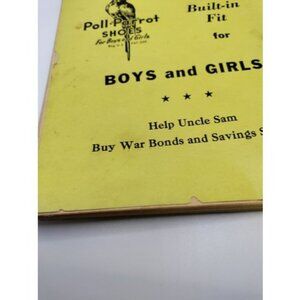 Poll-Parrot
SHOES
For Boys and Girls
Built-in
Fit
for
BOYS and GIRLS
★ ★ ★
Help Uncle Sam
Buy War Bonds and Savings S